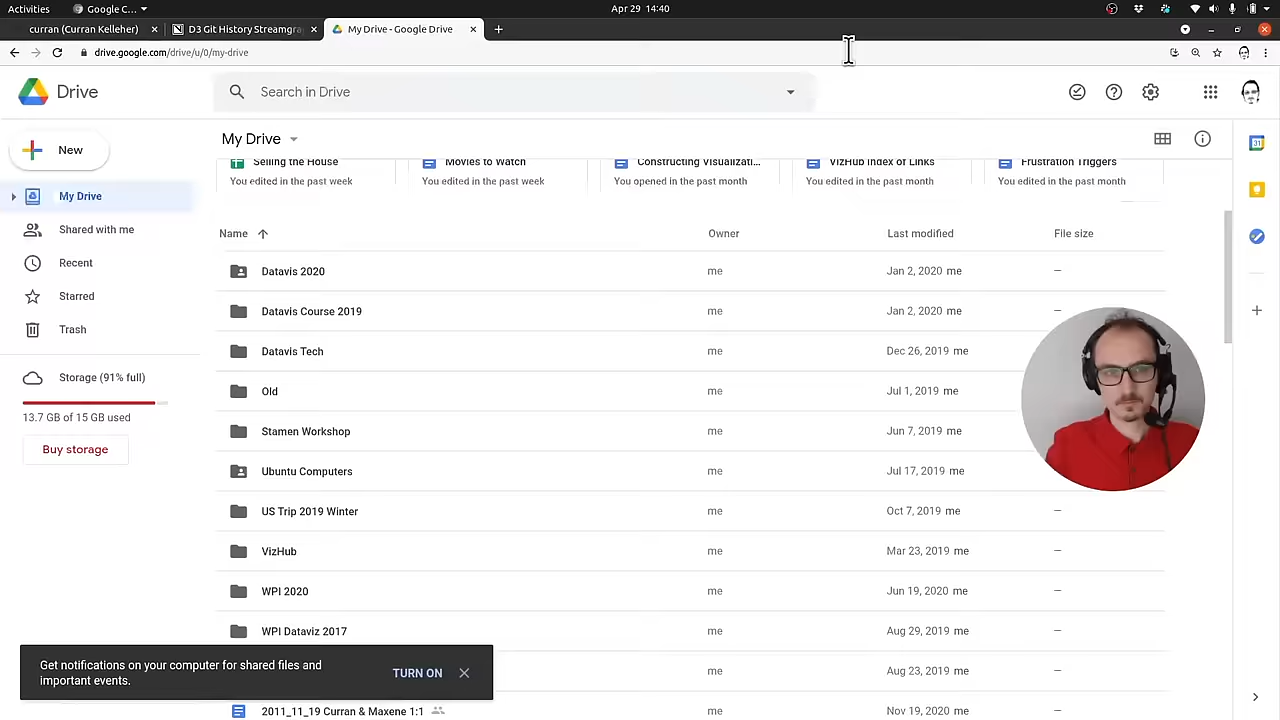 Activities
Google C...
Apr 29 14:40
curran (Curran Kelleher)
D3 Git History Streamgra
My Drive - Google Drive
drive.google.com/drive/u/0/my-drive
Drive
Search in Drive
New
My Drive
Selling the House
Movies to Watch
Constructing Visualizati...
VizHub Index of Links
Frustration Triggers
You edited in the past week
You edited in the past week
You opened in the past month
You edited in the past month
You edited in the past month
My Drive
Shared with me
Recent
Starred
Trash
Storage (91% full)
13.7 GB of 15 GB used
Buy storage
Name
Owner
Last modified
File size
Datavis 2020 me Jan 2, 2020 me —
Datavis Course 2019 me Jan 2, 2020 me —
Datavis Tech me Dec 26, 2019 me
Old me Jul 1, 2019 me
Stamen Workshop me Jun 7, 2019 me
Ubuntu Computers me Jul 17, 2019 me
US Trip 2019 Winter me Oct 7, 2019 me —
VizHub me Mar 23, 2019 me —
WPI 2020 me Jun 19, 2020 me —
WPI Dataviz 2017 me Aug 29, 2019 me —
me Aug 23, 2019 me —
2011_11_19 Curran & Maxene 1:1 me Nov 19, 2020 me —
Get notifications on your computer for shared files and
important events.
TURN ON
31